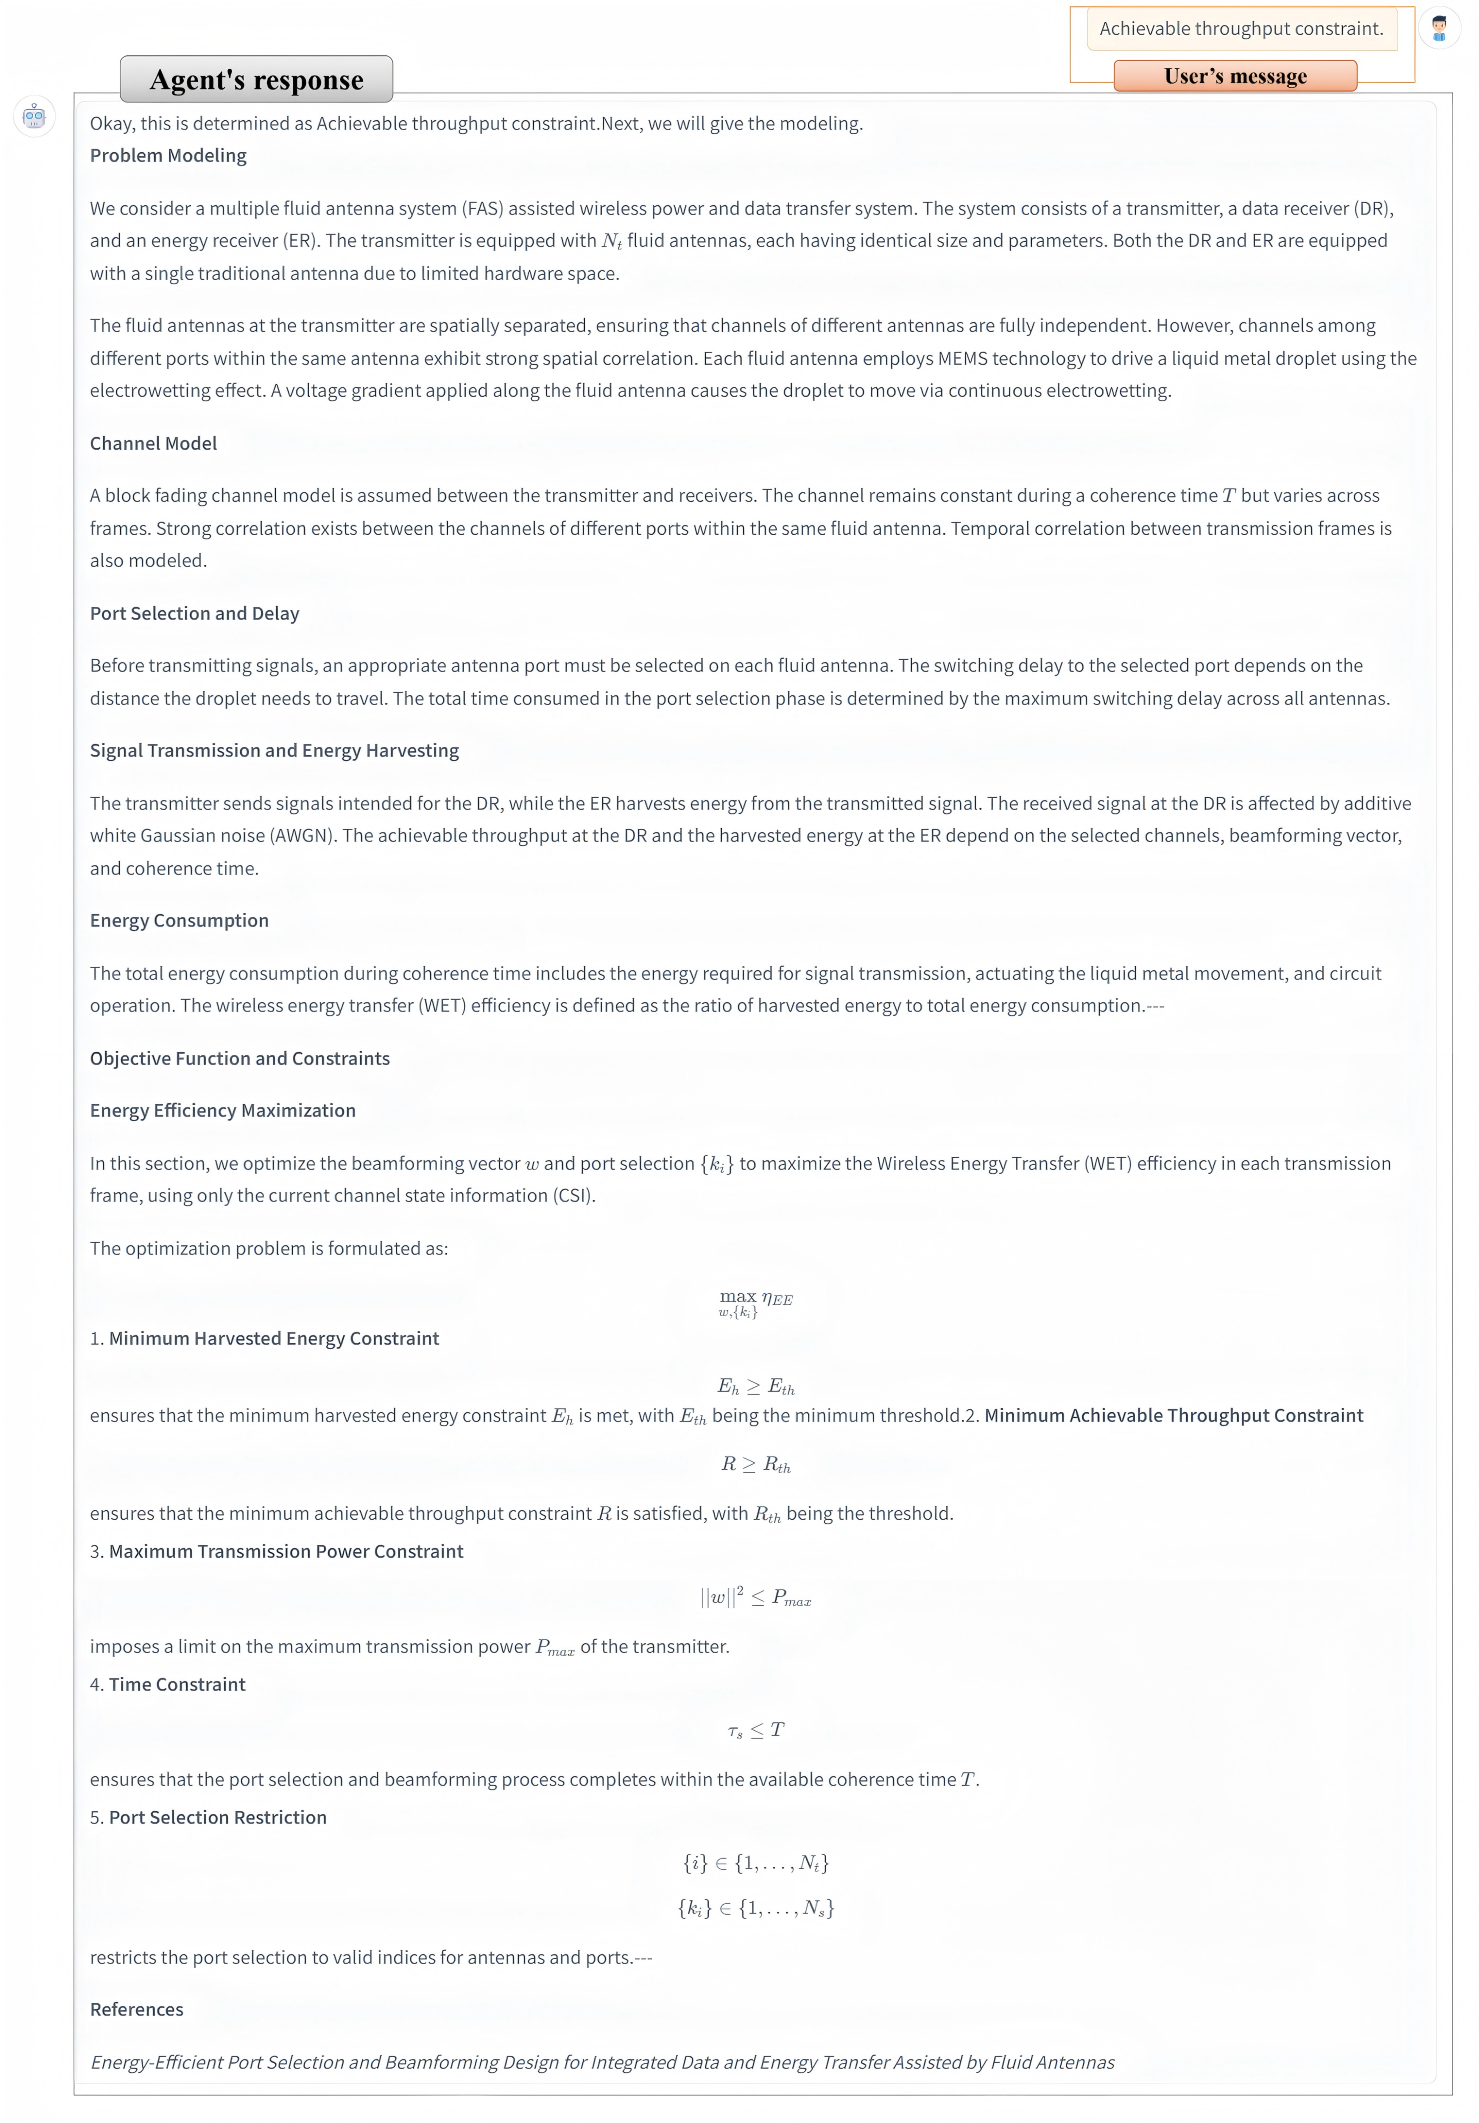 Achievable throughput constraint.
User's message
Agent's response
Okay, this is determined as Achievable throughput constraint.Next, we will give the modeling.
Problem Modeling
We consider a multiple fluid antenna system (FAS) assisted wireless power and data transfer system. The system consists of a transmitter, a data receiver (DR),
and an energy receiver (ER). The transmitter is equipped with N_t fluid antennas, each having identical size and parameters. Both the DR and ER are equipped
with a single traditional antenna due to limited hardware space.
The fluid antennas at the transmitter are spatially separated, ensuring that channels of different antennas are fully independent. However, channels among
different ports within the same antenna exhibit strong spatial correlation. Each fluid antenna employs MEMS technology to drive a liquid metal droplet using the
electrowetting effect. A voltage gradient applied along the fluid antenna causes the droplet to move via continuous electrowetting.
Channel Model
A block fading channel model is assumed between the transmitter and receivers. The channel remains constant during a coherence time T but varies across
frames. Strong correlation exists between the channels of different ports within the same fluid antenna. Temporal correlation between transmission frames is
also modeled.
Port Selection and Delay
Before transmitting signals, an appropriate antenna port must be selected on each fluid antenna. The switching delay to the selected port depends on the
distance the droplet needs to travel. The total time consumed in the port selection phase is determined by the maximum switching delay across all antennas.
Signal Transmission and Energy Harvesting
The transmitter sends signals intended for the DR, while the ER harvests energy from the transmitted signal. The received signal at the DR is affected by additive
white Gaussian noise (AWGN). The achievable throughput at the DR and the harvested energy at the ER depend on the selected channels, beamforming vector,
and coherence time.
Energy Consumption
The total energy consumption during coherence time includes the energy required for signal transmission, actuating the liquid metal movement, and circuit
operation. The wireless energy transfer (WET) efficiency is defined as the ratio of harvested energy to total energy consumption.---
Objective Function and Constraints
Energy Efficiency Maximization
In this section, we optimize the beamforming vector w and port selection {k_i} to maximize the Wireless Energy Transfer (WET) efficiency in each transmission
frame, using only the current channel state information (CSI).
The optimization problem is formulated as:
max η_EE
w,{k_i}
1. Minimum Harvested Energy Constraint
E_h ≥ E_th
ensures that the minimum harvested energy constraint E_h is met, with E_th being the minimum threshold.2. Minimum Achievable Throughput Constraint
R ≥ R_th
ensures that the minimum achievable throughput constraint R is satisfied, with R_th being the threshold.
3. Maximum Transmission Power Constraint
||w||² ≤ P_max
imposes a limit on the maximum transmission power P_max of the transmitter.
4. Time Constraint
τ_s ≤ T
ensures that the port selection and beamforming process completes within the available coherence time T.
5. Port Selection Restriction
{i} ∈ {1, . . . , N_t}
{k_i} ∈ {1, . . . , N_s}
restricts the port selection to valid indices for antennas and ports.---
References
Energy-Efficient Port Selection and Beamforming Design for Integrated Data and Energy Transfer Assisted by Fluid Antennas